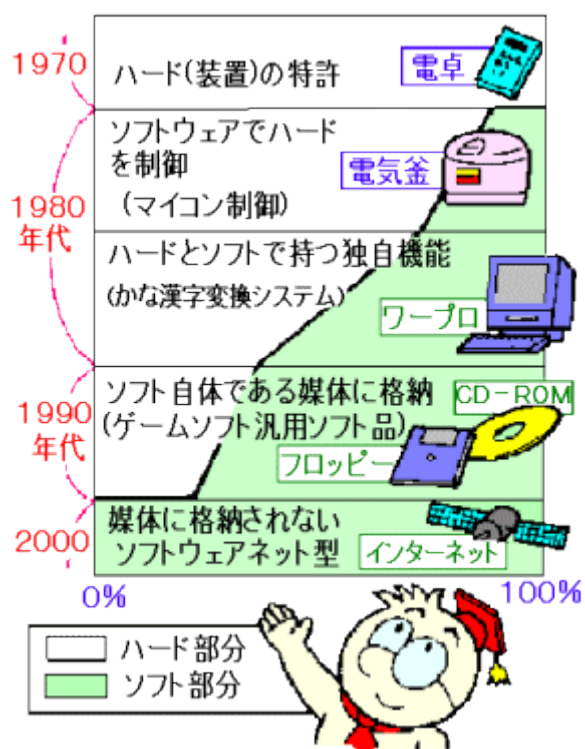 1970
ハード(装置)の特許
電卓
ソフトウェアでハード
を制御
(マイコン制御)
電気釜
1980
年代
ハードとソフトで持つ独自機能
(かな漢字変換システム)
ワープロ
ソフト自体である媒体に格納
CD-ROM
1990
年代
(ゲームソフト汎用ソフト品)
フロッピー
媒体に格納されない
2000
ソフトウェアネット型
インターネット
0%
100%
ハード部分
ソフト部分